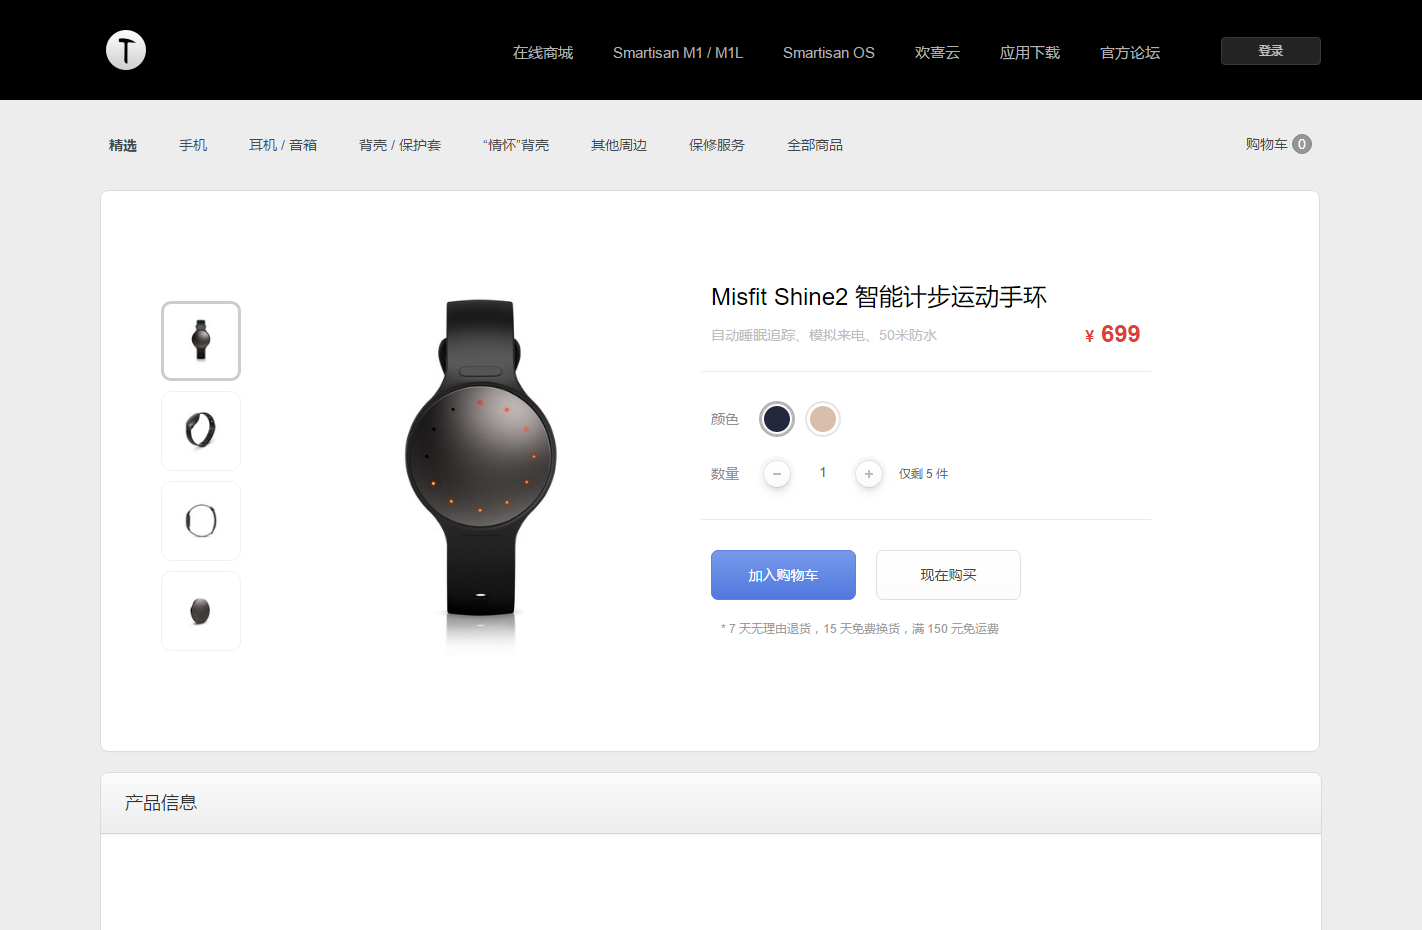 在线商城 Smartisan M1 / M1L Smartisan OS 欢喜云 应用下载 官方论坛 登录
精选 手机 耳机 / 音箱 背壳 / 保护套 “情怀”背壳 其他周边 保修服务 全部商品 购物车 0
Misfit Shine2 智能计步运动手环
自动睡眠追踪、模拟来电、50米防水 ¥ 699
颜色
数量 − 1 + 仅剩 5 件
加入购物车 现在购买
* 7 天无理由退货，15 天免费换货，满 150 元免运费
产品信息